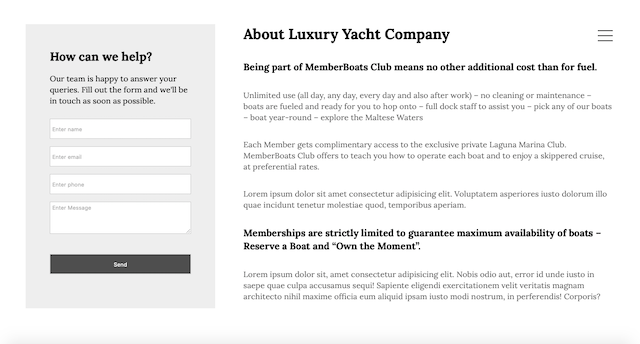 How can we help?
Our team is happy to answer your
queries. Fill out the form and we'll be
in touch as soon as possible.
Enter name
Enter email
Enter phone
Enter Message
Send
About Luxury Yacht Company
Being part of MemberBoats Club means no other additional cost than for fuel.
Unlimited use (all day, any day, every day and also after work) – no cleaning or maintenance –
boats are fueled and ready for you to hop onto – full dock staff to assist you – pick any of our boats
– boat year-round – explore the Maltese Waters
Each Member gets complimentary access to the exclusive private Laguna Marina Club.
MemberBoats Club offers to teach you how to operate each boat and to enjoy a skippered cruise,
at preferential rates.
Lorem ipsum dolor sit amet consectetur adipisicing elit. Voluptatem asperiores iusto dolorum illo
quae incidunt tenetur molestiae quod, temporibus aperiam.
Memberships are strictly limited to guarantee maximum availability of boats –
Reserve a Boat and “Own the Moment”.
Lorem ipsum dolor sit, amet consectetur adipisicing elit. Nobis odio aut, error id unde iusto in
saepe quas culpa accusamus sequi! Sapiente eligendi exercitationem velit veritatis magnam
architecto nihil maxime officia eum aliquid ipsam iusto modi nostrum, in perferendis! Corporis?